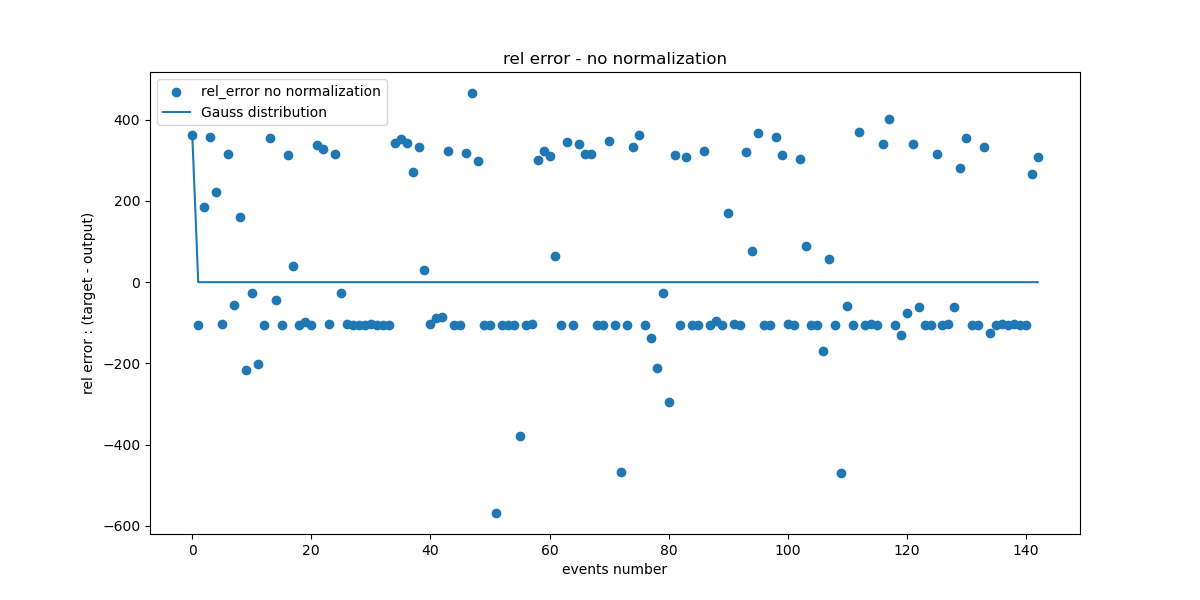 rel error - no normalization
rel_error no normalization
Gauss distribution
rel error : (target - output)
400
200
0
−200
−400
−600
0 20 40 60 80 100 120 140
events number